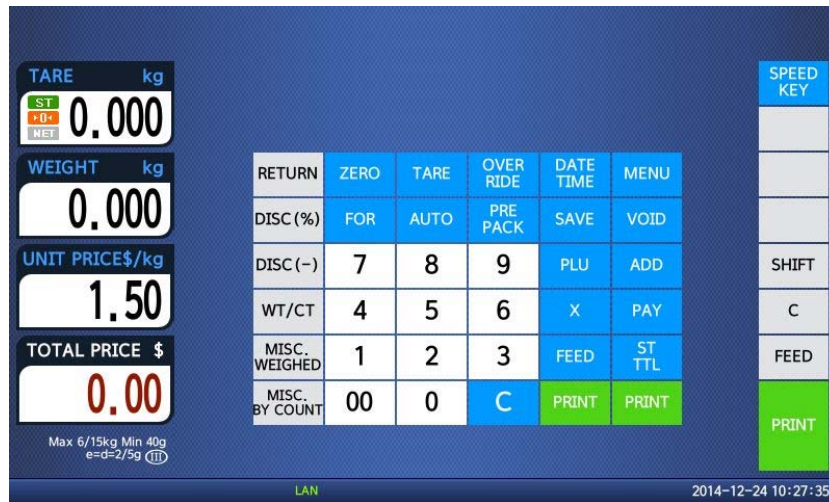 TARE kg
ST
►0◄
NET
0.000
WEIGHT kg
0.000
UNIT PRICE$/kg
1.50
TOTAL PRICE $
0.00
Max 6/15kg Min 40g
e=d=2/5g III
RETURN ZERO TARE OVER RIDE DATE TIME MENU
DISC(%) FOR AUTO PRE PACK SAVE VOID
DISC(-) 7 8 9 PLU ADD
WT/CT 4 5 6 X PAY
MISC. WEIGHED 1 2 3 FEED ST TTL
MISC. BY COUNT 00 0 C PRINT PRINT
SPEED
KEY
SHIFT
C
FEED
PRINT
LAN 2014-12-24 10:27:35